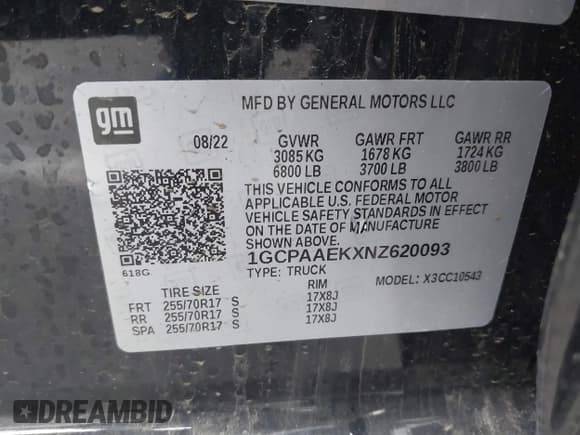 gm
MFD BY GENERAL MOTORS LLC
08/22 GVWR GAWR FRT GAWR RR
3085 KG 1678 KG 1724 KG
6800 LB 3700 LB 3800 LB
THIS VEHICLE CONFORMS TO ALL
APPLICABLE U.S. FEDERAL MOTOR
VEHICLE SAFETY STANDARDS IN EFFECT
ON THE DATE OF MANUFACTURE
SHOWN ABOVE.
1GCPAAEKXNZ620093
618G
TYPE: TRUCK MODEL: X3CC10543
TIRE SIZE RIM
FRT 255/70R17 S 17X8J
RR 255/70R17 S 17X8J
SPA 255/70R17 S 17X8J
DREAMBID